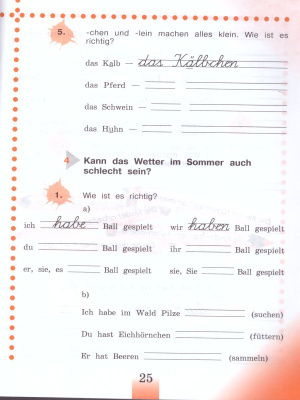 5. -chen und -lein machen alles klein. Wie ist es
richtig?
das Kalb — das Kälbchen
das Pferd —
das Schwein —
das Huhn —
4 Kann das Wetter im Sommer auch
schlecht sein?
1. Wie ist es richtig?
a)
ich habe Ball gespielt wir haben Ball gespielt
du Ball gespielt ihr Ball gespielt
er, sie, es Ball gespielt sie, Sie Ball gespielt
b)
Ich habe im Wald Pilze (suchen)
Du hast Eichhörnchen (füttern)
Er hat Beeren (sammeln)
25